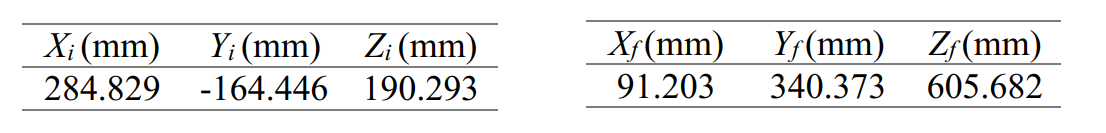 Xi (mm) Yi (mm) Zi (mm)
284.829 -164.446 190.293
Xf (mm) Yf (mm) Zf (mm)
91.203 340.373 605.682